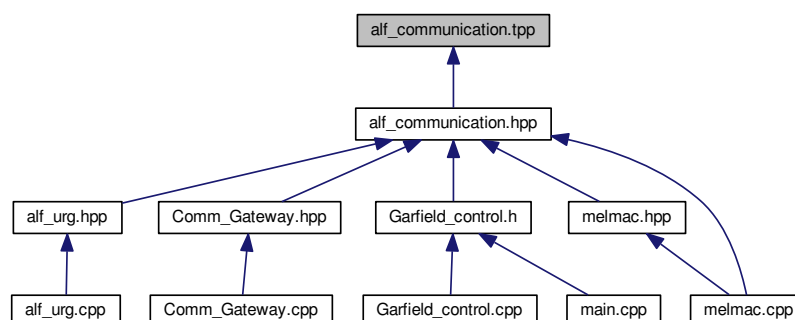 alf_communication.tpp
alf_communication.hpp
alf_urg.hpp
Comm_Gateway.hpp
Garfield_control.h
melmac.hpp
alf_urg.cpp
Comm_Gateway.cpp
Garfield_control.cpp
main.cpp
melmac.cpp